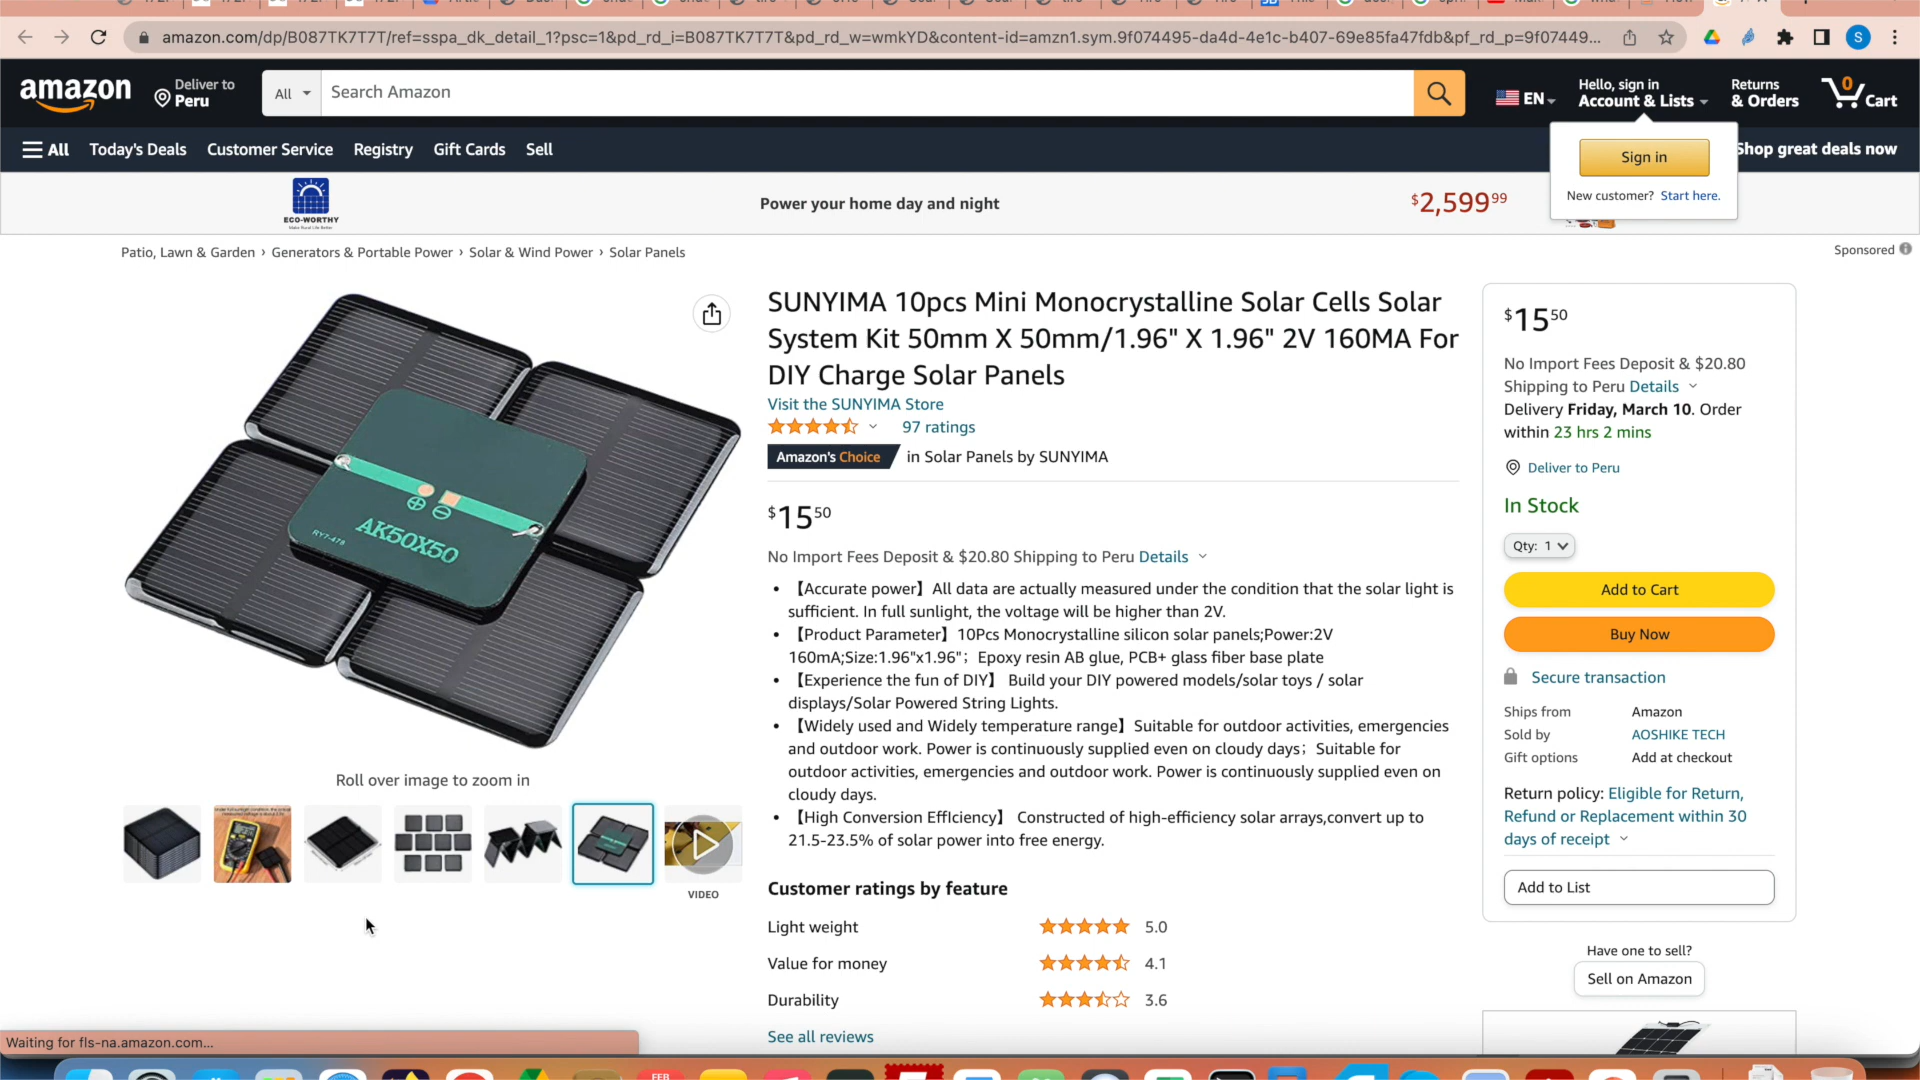 amazon.com/dp/B087TK7T7T/ref=sspa_dk_detail_1?psc=1&pd_rd_i=B087TK7T7T&pd_rd_w=wmkYD&content-id=amzn1.sym.9f074495-da4d-4e1c-b407-69e85fa47fdb&pf_rd_p=9f07449...
S
amazon
Deliver to
Peru
All
Search Amazon
EN
Hello, sign in
Account & Lists
Returns
& Orders
0
Cart
All
Today's Deals
Customer Service
Registry
Gift Cards
Sell
Shop great deals now
Sign in
New customer? Start here.
ECO-WORTHY
Power your home day and night
$2,599.99
Patio, Lawn & Garden › Generators & Portable Power › Solar & Wind Power › Solar Panels
Sponsored
AK50X50
RY7-478
Roll over image to zoom in
VIDEO
SUNYIMA 10pcs Mini Monocrystalline Solar Cells Solar
System Kit 50mm X 50mm/1.96" X 1.96" 2V 160MA For
DIY Charge Solar Panels
Visit the SUNYIMA Store
97 ratings
Amazon's Choice in Solar Panels by SUNYIMA
$15 50
No Import Fees Deposit & $20.80 Shipping to Peru Details
• 【Accurate power】All data are actually measured under the condition that the solar light is
sufficient. In full sunlight, the voltage will be higher than 2V.
• 【Product Parameter】10Pcs Monocrystalline silicon solar panels;Power:2V
160mA;Size:1.96"x1.96"；Epoxy resin AB glue, PCB+ glass fiber base plate
• 【Experience the fun of DIY】 Build your DIY powered models/solar toys / solar
displays/Solar Powered String Lights.
• 【Widely used and Widely temperature range】Suitable for outdoor activities, emergencies
and outdoor work. Power is continuously supplied even on cloudy days；Suitable for
outdoor activities, emergencies and outdoor work. Power is continuously supplied even on
cloudy days.
• 【High Conversion EffIciency】 Constructed of high-efficiency solar arrays,convert up to
21.5-23.5% of solar power into free energy.
Customer ratings by feature
Light weight 5.0
Value for money 4.1
Durability 3.6
See all reviews
$15 50
No Import Fees Deposit & $20.80
Shipping to Peru Details
Delivery Friday, March 10. Order
within 23 hrs 2 mins
Deliver to Peru
In Stock
Qty: 1
Add to Cart
Buy Now
Secure transaction
Ships from Amazon
Sold by AOSHIKE TECH
Gift options Add at checkout
Return policy: Eligible for Return,
Refund or Replacement within 30
days of receipt
Add to List
Have one to sell?
Sell on Amazon
Waiting for fls-na.amazon.com...
FEB